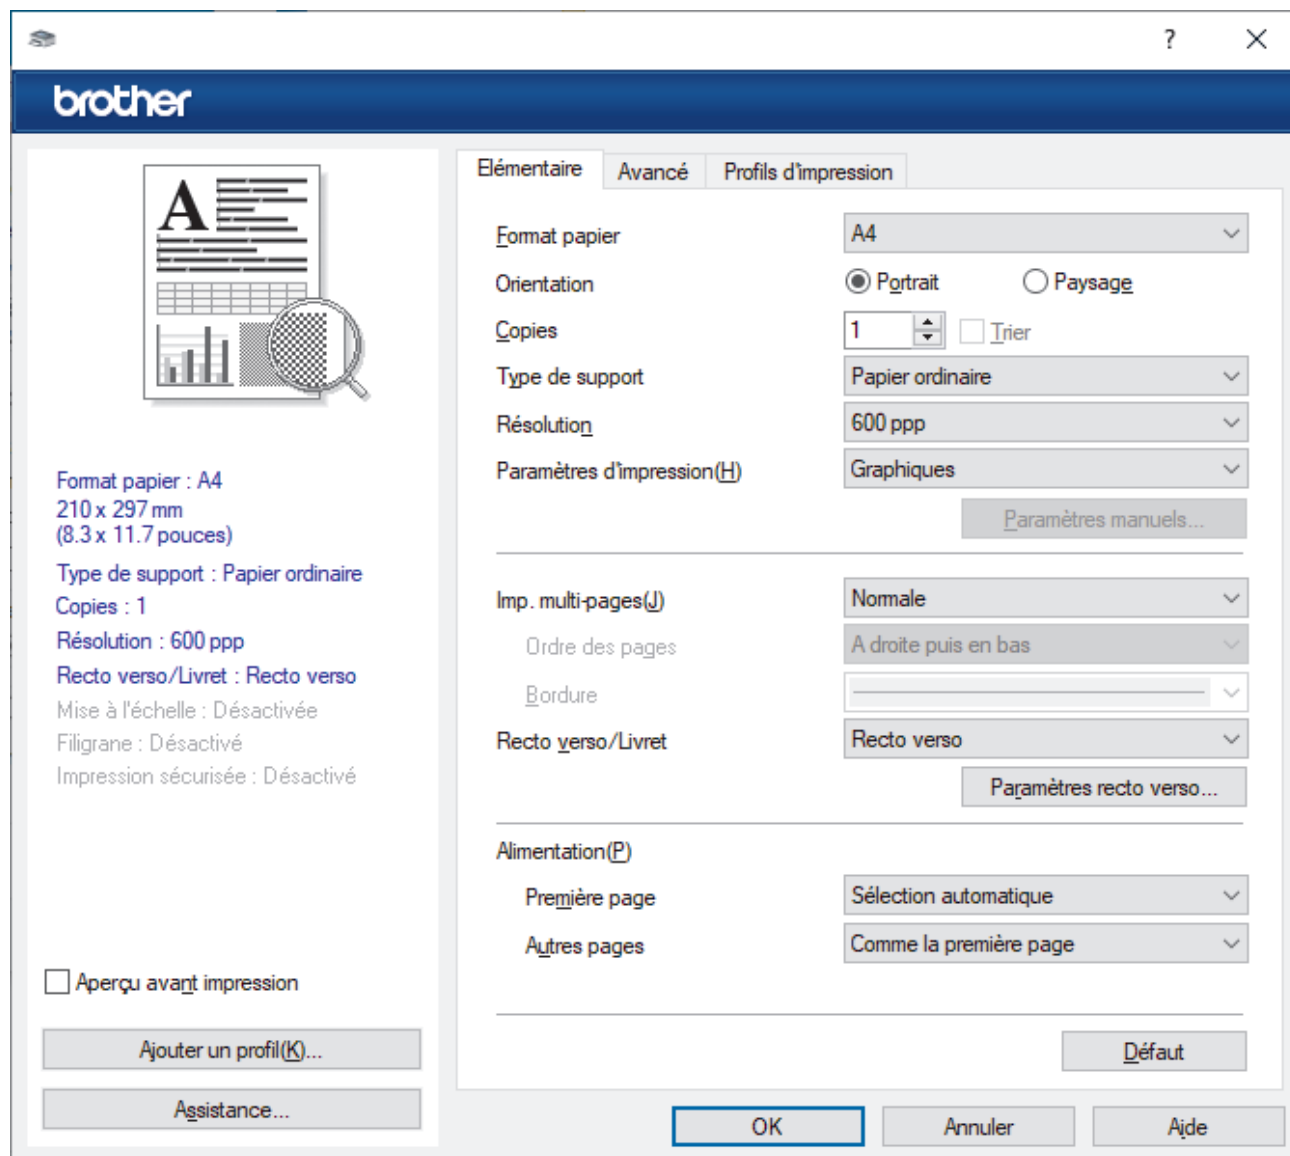 ?
brother
A
Format papier : A4
210 x 297 mm
(8.3 x 11.7 pouces)
Type de support : Papier ordinaire
Copies : 1
Résolution : 600 ppp
Recto verso/Livret : Recto verso
Mise à l'échelle : Désactivée
Filigrane : Désactivé
Impression sécurisée : Désactivé
Aperçu avant impression
Ajouter un profil(K)...
Assistance...
Elémentaire Avancé Profils d'impression
Format papier A4
Orientation Portrait Paysage
Copies 1 Trier
Type de support Papier ordinaire
Résolution 600 ppp
Paramètres d'impression(H) Graphiques
Paramètres manuels...
Imp. multi-pages(J) Normale
Ordre des pages A droite puis en bas
Bordure
Recto verso/Livret Recto verso
Paramètres recto verso...
Alimentation(P)
Première page Sélection automatique
Autres pages Comme la première page
Défaut
OK Annuler Aide